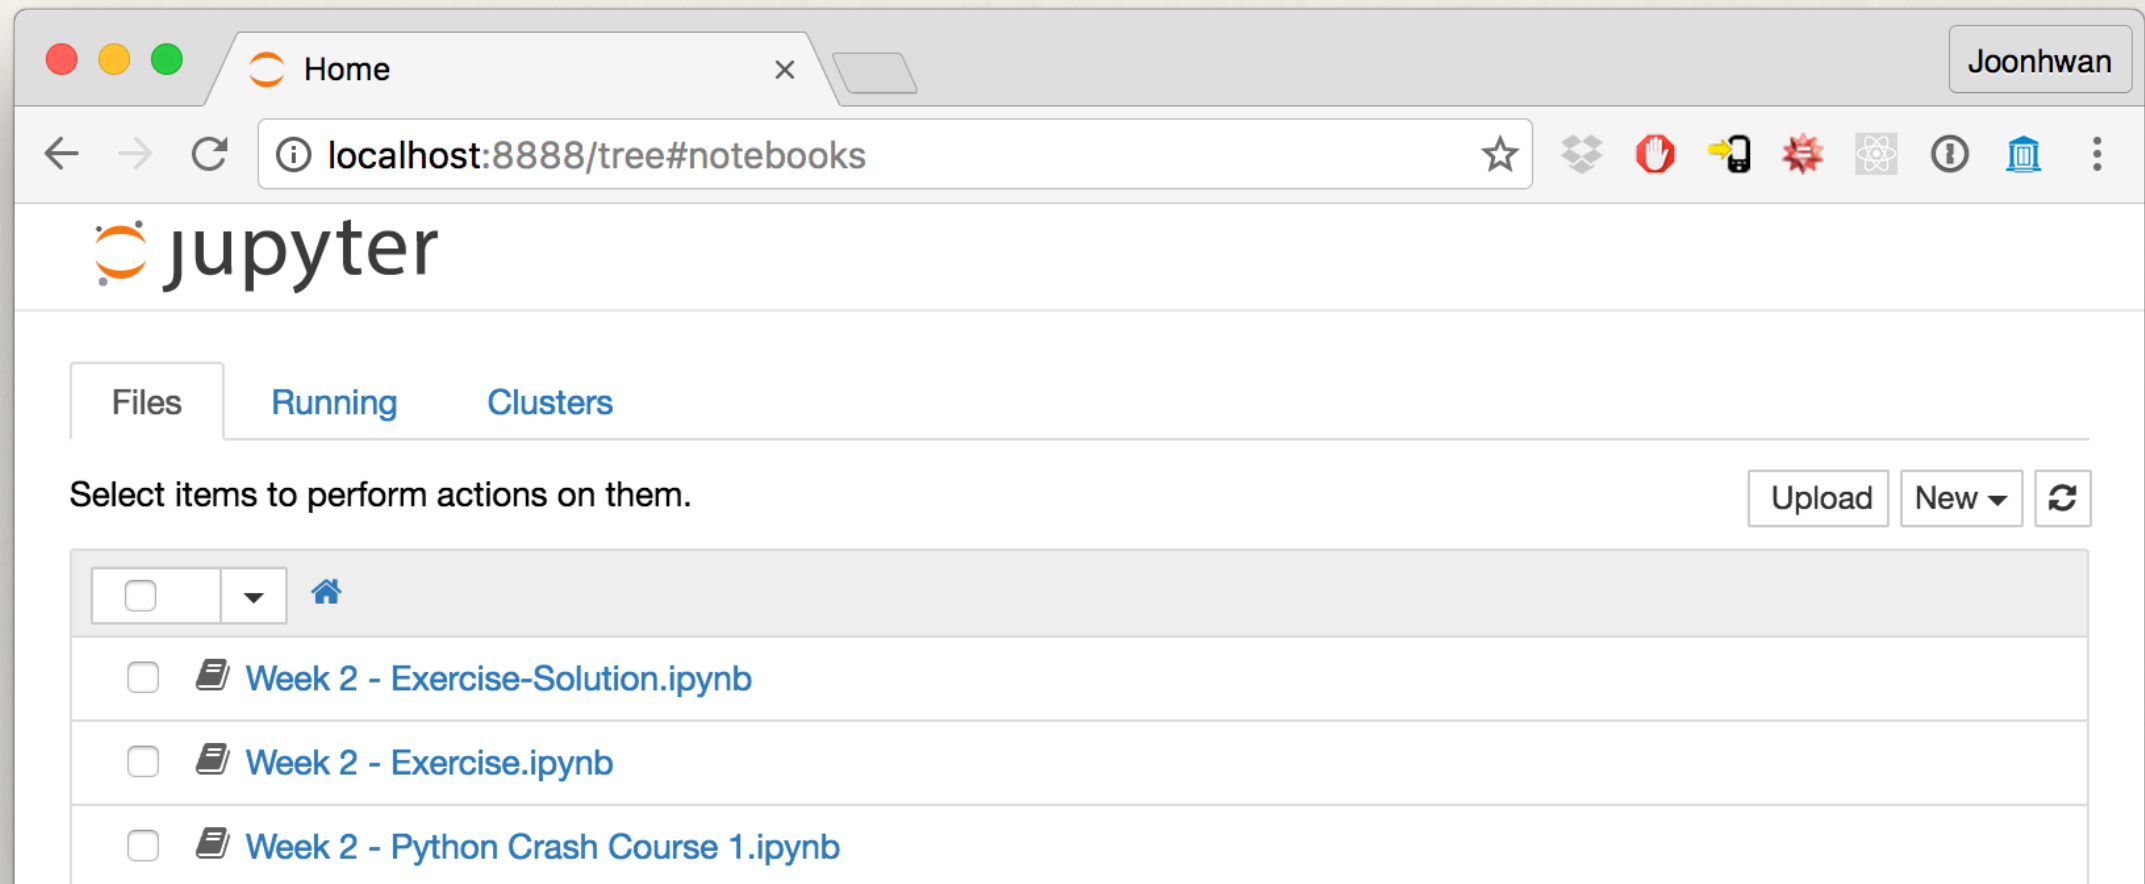 Home
Joonhwan
localhost:8888/tree#notebooks
jupyter
Files Running Clusters
Select items to perform actions on them.
Upload New
Week 2 - Exercise-Solution.ipynb
Week 2 - Exercise.ipynb
Week 2 - Python Crash Course 1.ipynb